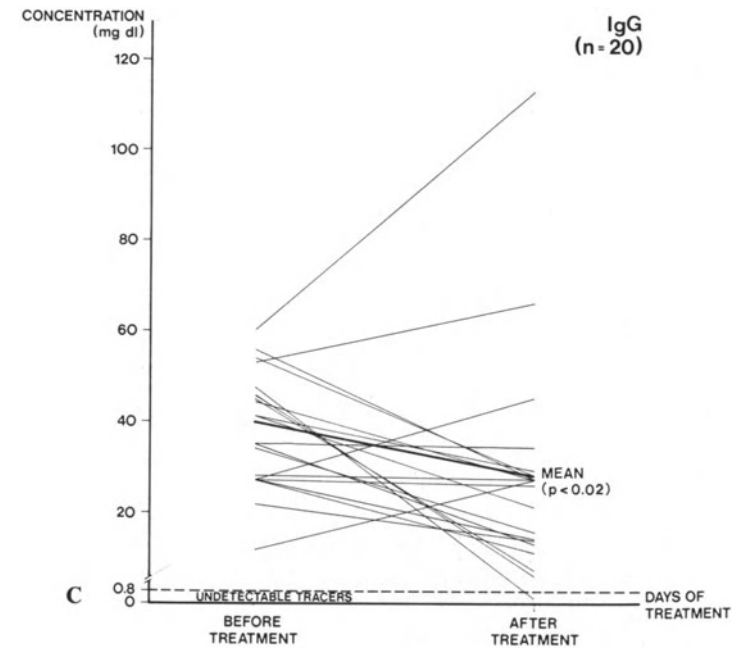 CONCENTRATION
(mg dl)
IgG
(n=20)
120
100
80
60
40
20
0.8
0
MEAN
(p<0.02)
C
UNDETECTABLE TRACERS
DAYS OF
TREATMENT
BEFORE
TREATMENT
AFTER
TREATMENT